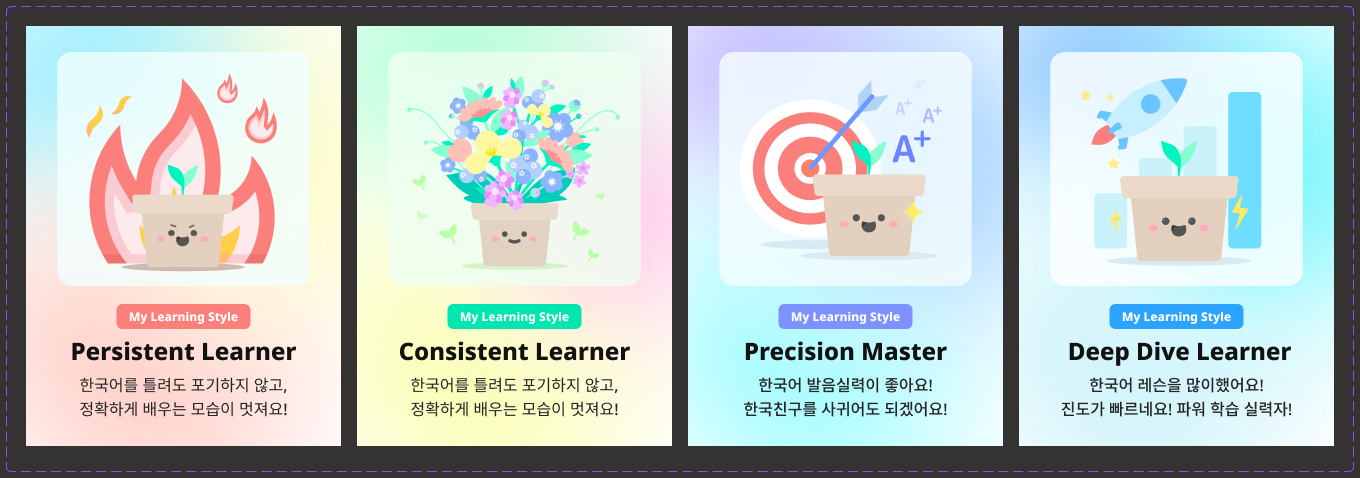 A+
A+
A+
A+
My Learning Style
Persistent Learner
한국어를 틀려도 포기하지 않고,
정확하게 배우는 모습이 멋져요!
My Learning Style
Consistent Learner
한국어를 틀려도 포기하지 않고,
정확하게 배우는 모습이 멋져요!
My Learning Style
Precision Master
한국어 발음실력이 좋아요!
한국친구를 사귀어도 되겠어요!
My Learning Style
Deep Dive Learner
한국어 레슨을 많이했어요!
진도가 빠르네요! 파워 학습 실력자!